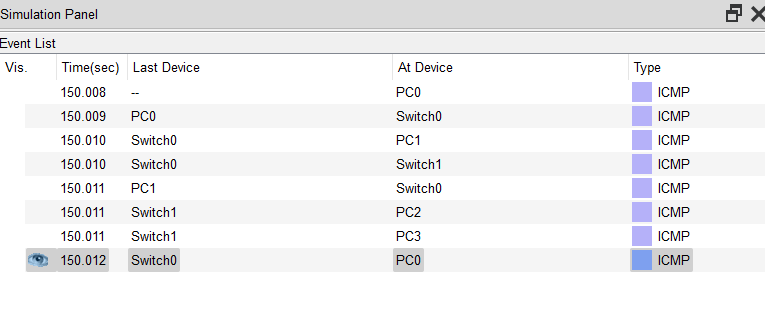 Simulation Panel
Event List
Vis. Time(sec) Last Device At Device Type
150.008 -- PC0 ICMP
150.009 PC0 Switch0 ICMP
150.010 Switch0 PC1 ICMP
150.010 Switch0 Switch1 ICMP
150.011 PC1 Switch0 ICMP
150.011 Switch1 PC2 ICMP
150.011 Switch1 PC3 ICMP
150.012 Switch0 PC0 ICMP